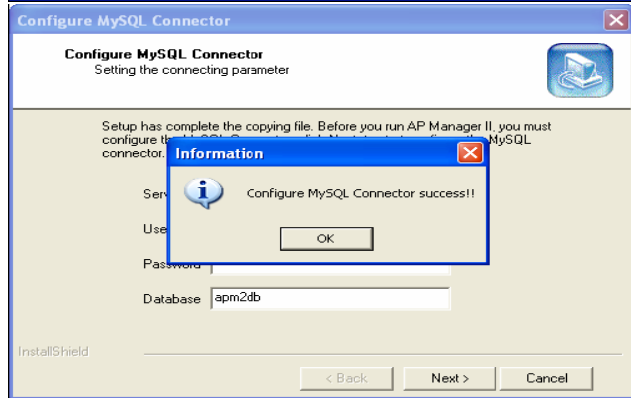 Configure MySQL Connector
Configure MySQL Connector
Setting the connecting parameter
Setup has complete the copying file. Before you run AP Manager II, you must
configure MySQL
connector.
Information
Configure MySQL Connector success!!
OK
Password
Database apm2db
InstallShield
< Back Next > Cancel